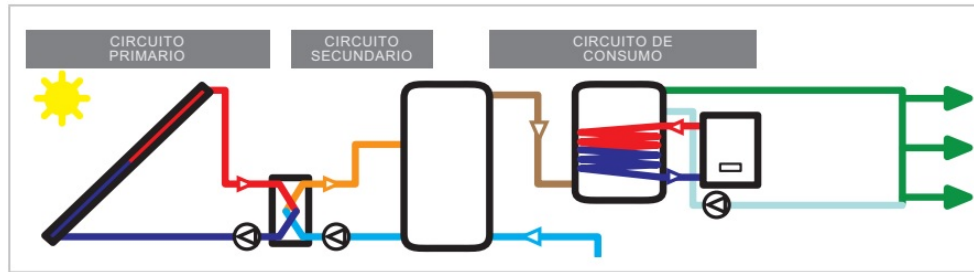 CIRCUITO
PRIMARIO
CIRCUITO
SECUNDARIO
CIRCUITO DE
CONSUMO